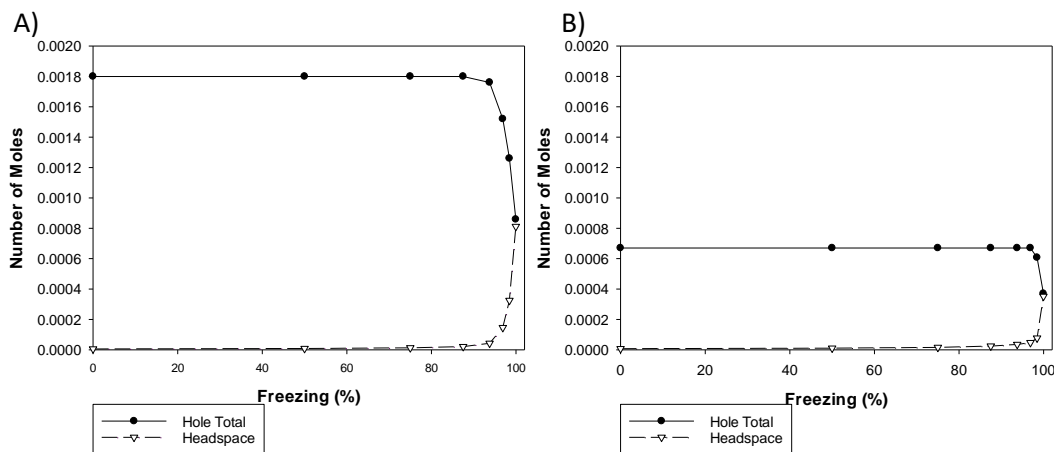 A)
0.0020
0.0018
0.0016
0.0014
0.0012
0.0010
0.0008
0.0006
0.0004
0.0002
0.0000
Number of Moles
0 20 40 60 80 100
Freezing (%)
Hole Total
Headspace
B)
0.0020
0.0018
0.0016
0.0014
0.0012
0.0010
0.0008
0.0006
0.0004
0.0002
0.0000
Number of Moles
0 20 40 60 80 100
Freezing (%)
Hole Total
Headspace